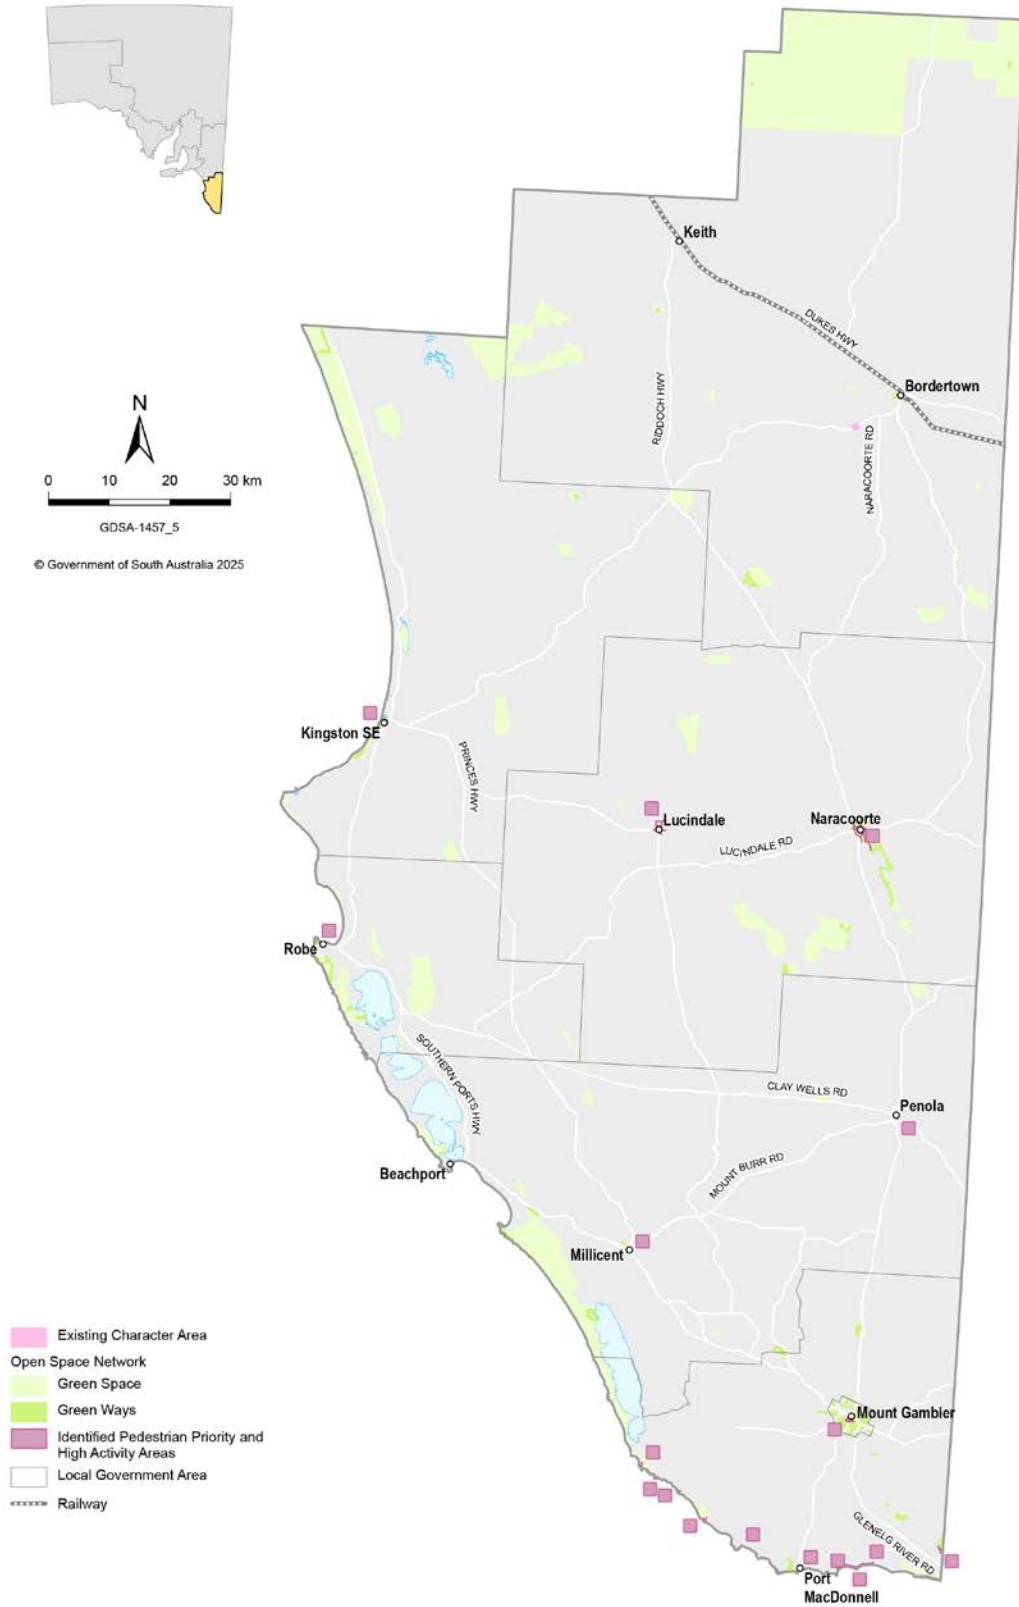 Keith
DUKES HWY
Bordertown
RIDDOCH HWY
NARACOORTE RD
N
0 10 20 30 km
GDSA-1457_5
© Government of South Australia 2025
Kingston SE
PRINCES HWY
Lucindale
Naracoorte
LUCINDALE RD
Robe
SOUTHERN PORTS HWY
CLAY WELLS RD
Penola
MOUNT BURR RD
Beachport
Millicent
Existing Character Area
Open Space Network
Green Space
Green Ways
Identified Pedestrian Priority and
High Activity Areas
Local Government Area
Railway
Mount Gambier
GLENELG RIVER RD
Port
MacDonnell